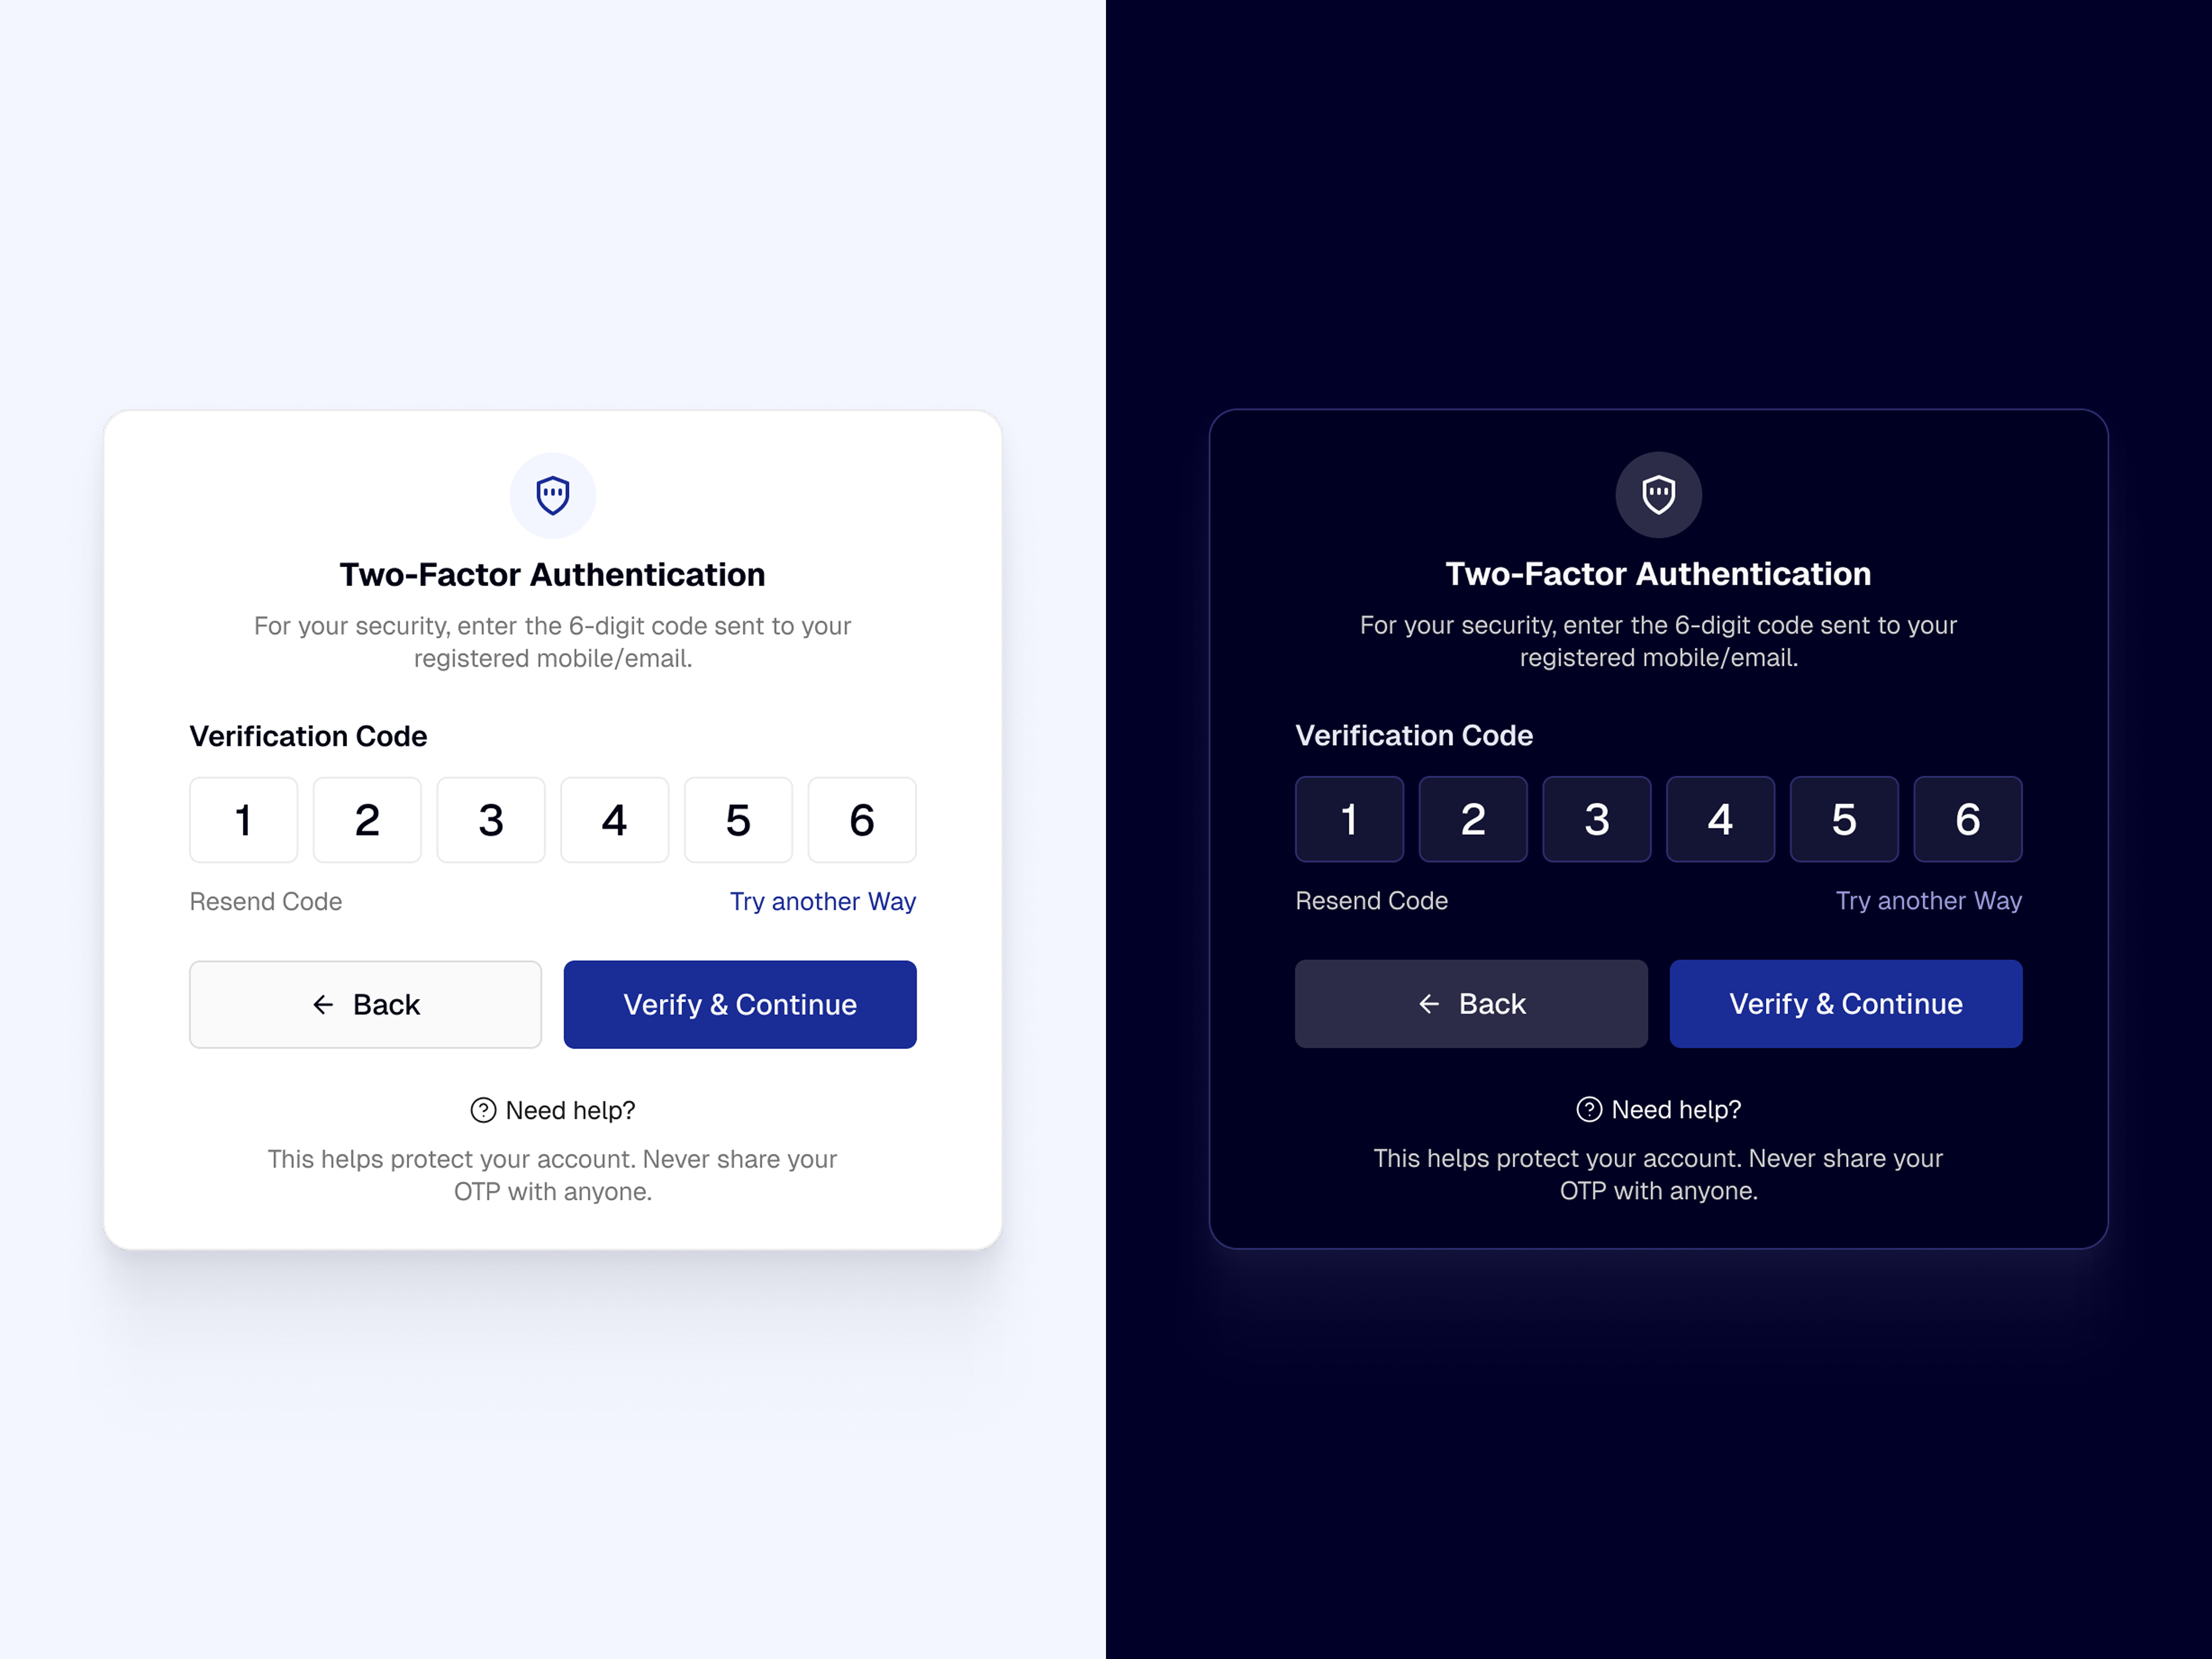 Two-Factor Authentication
For your security, enter the 6-digit code sent to your
registered mobile/email.
Verification Code
1 2 3 4 5 6
Resend Code Try another Way
← Back Verify & Continue
? Need help?
This helps protect your account. Never share your
OTP with anyone.
Two-Factor Authentication
For your security, enter the 6-digit code sent to your
registered mobile/email.
Verification Code
1 2 3 4 5 6
Resend Code Try another Way
← Back Verify & Continue
? Need help?
This helps protect your account. Never share your
OTP with anyone.